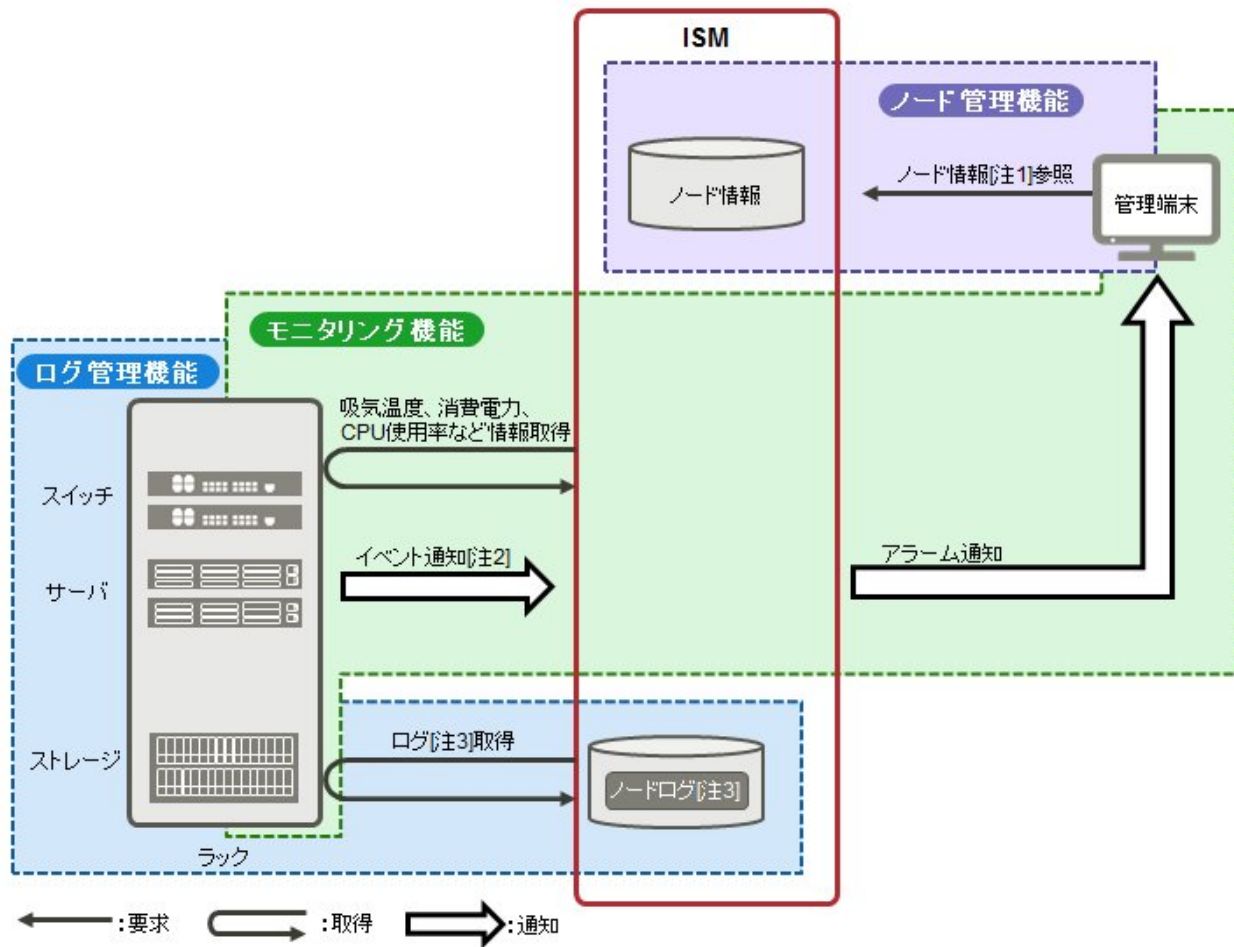 ISM
ノード管理機能
ノード情報
ノード情報[注1]参照
管理端末
モニタリング機能
ログ管理機能
吸気温度、消費電力、
CPU使用率など情報取得
スイッチ
イベント通知[注2]
アラーム通知
サーバ
ストレージ
ログ[注3]取得
ノードログ[注3]
ラック
:要求
:取得
:通知